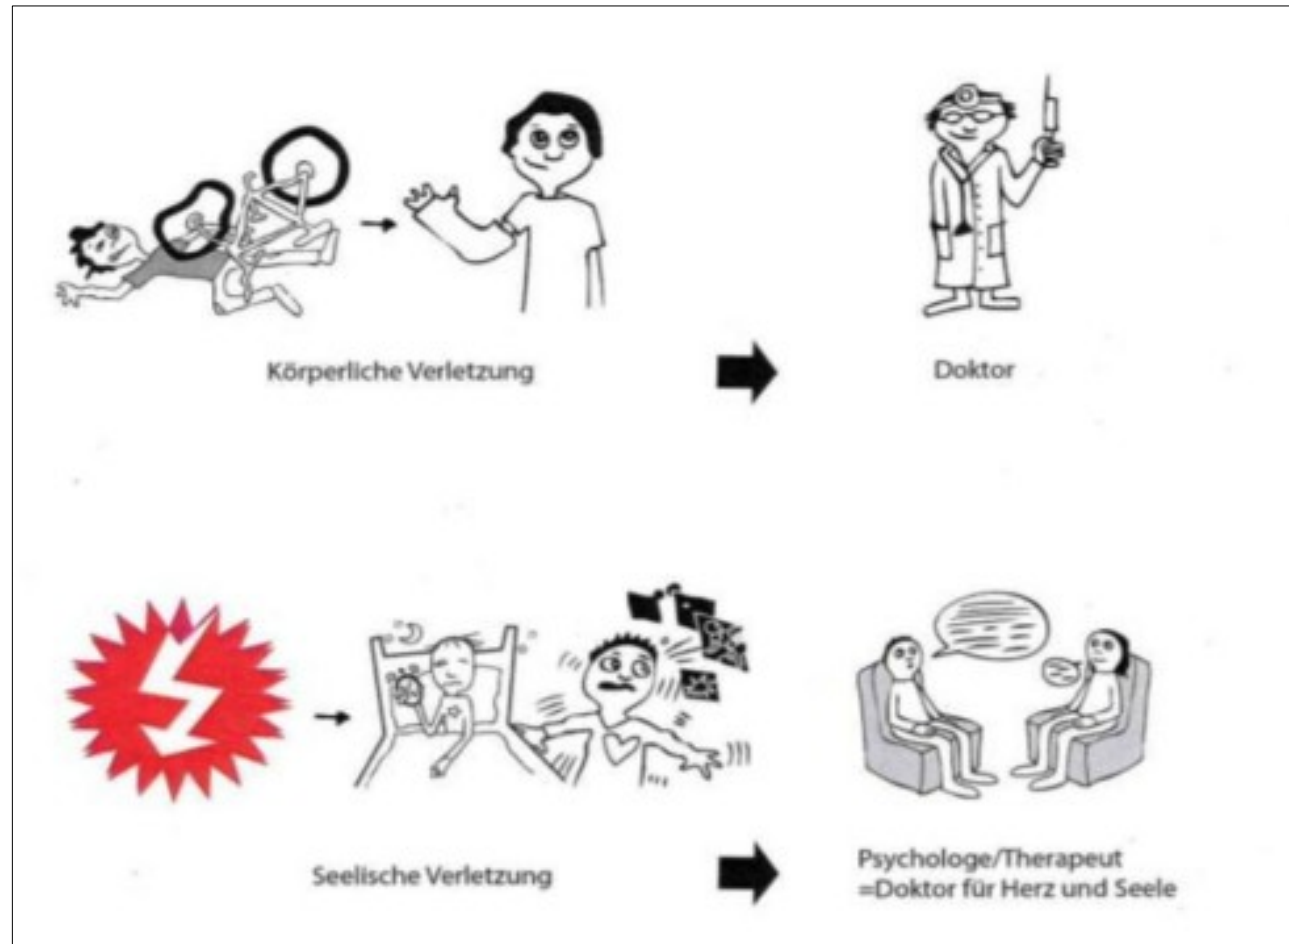 Körperliche Verletzung
Doktor
Seelische Verletzung
Psychologe/Therapeut
=Doktor für Herz und Seele